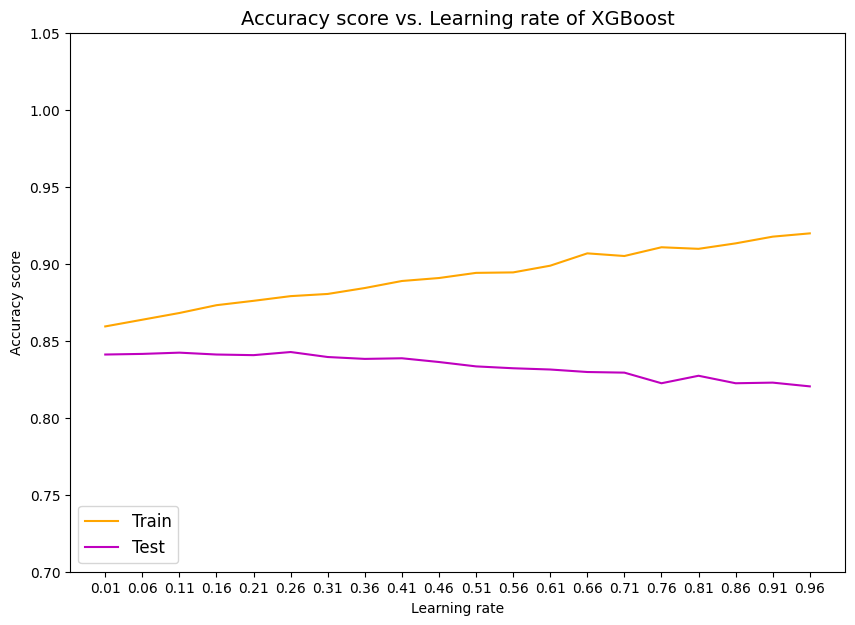 Accuracy score vs. Learning rate of XGBoost
1.05
1.00
0.95
0.90
0.85
0.80
0.75
0.70
Accuracy score
Train
Test
0.01 0.06 0.11 0.16 0.21 0.26 0.31 0.36 0.41 0.46 0.51 0.56 0.61 0.66 0.71 0.76 0.81 0.86 0.91 0.96
Learning rate